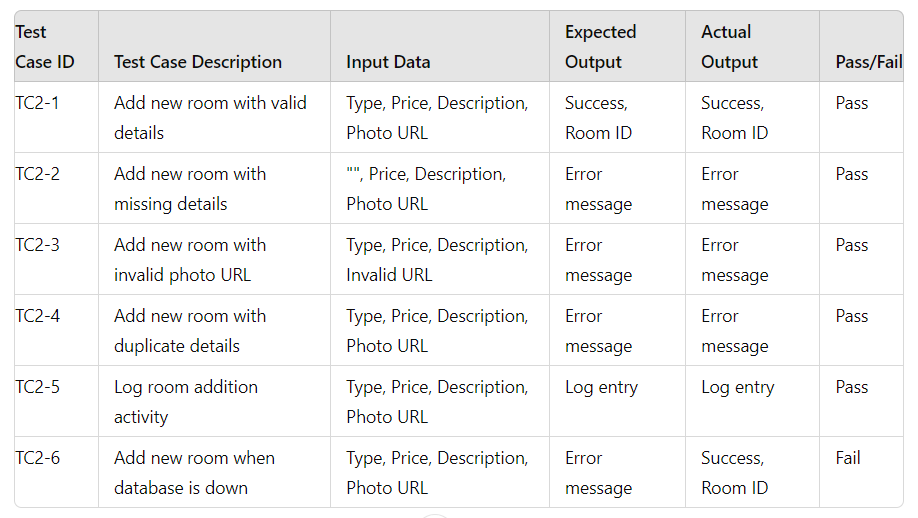 Test Case ID Test Case Description Input Data Expected Output Actual Output Pass/Fail
TC2-1 Add new room with valid details Type, Price, Description, Photo URL Success, Room ID Success, Room ID Pass
TC2-2 Add new room with missing details "", Price, Description, Photo URL Error message Error message Pass
TC2-3 Add new room with invalid photo URL Type, Price, Description, Invalid URL Error message Error message Pass
TC2-4 Add new room with duplicate details Type, Price, Description, Photo URL Error message Error message Pass
TC2-5 Log room addition activity Type, Price, Description, Photo URL Log entry Log entry Pass
TC2-6 Add new room when database is down Type, Price, Description, Photo URL Error message Success, Room ID Fail